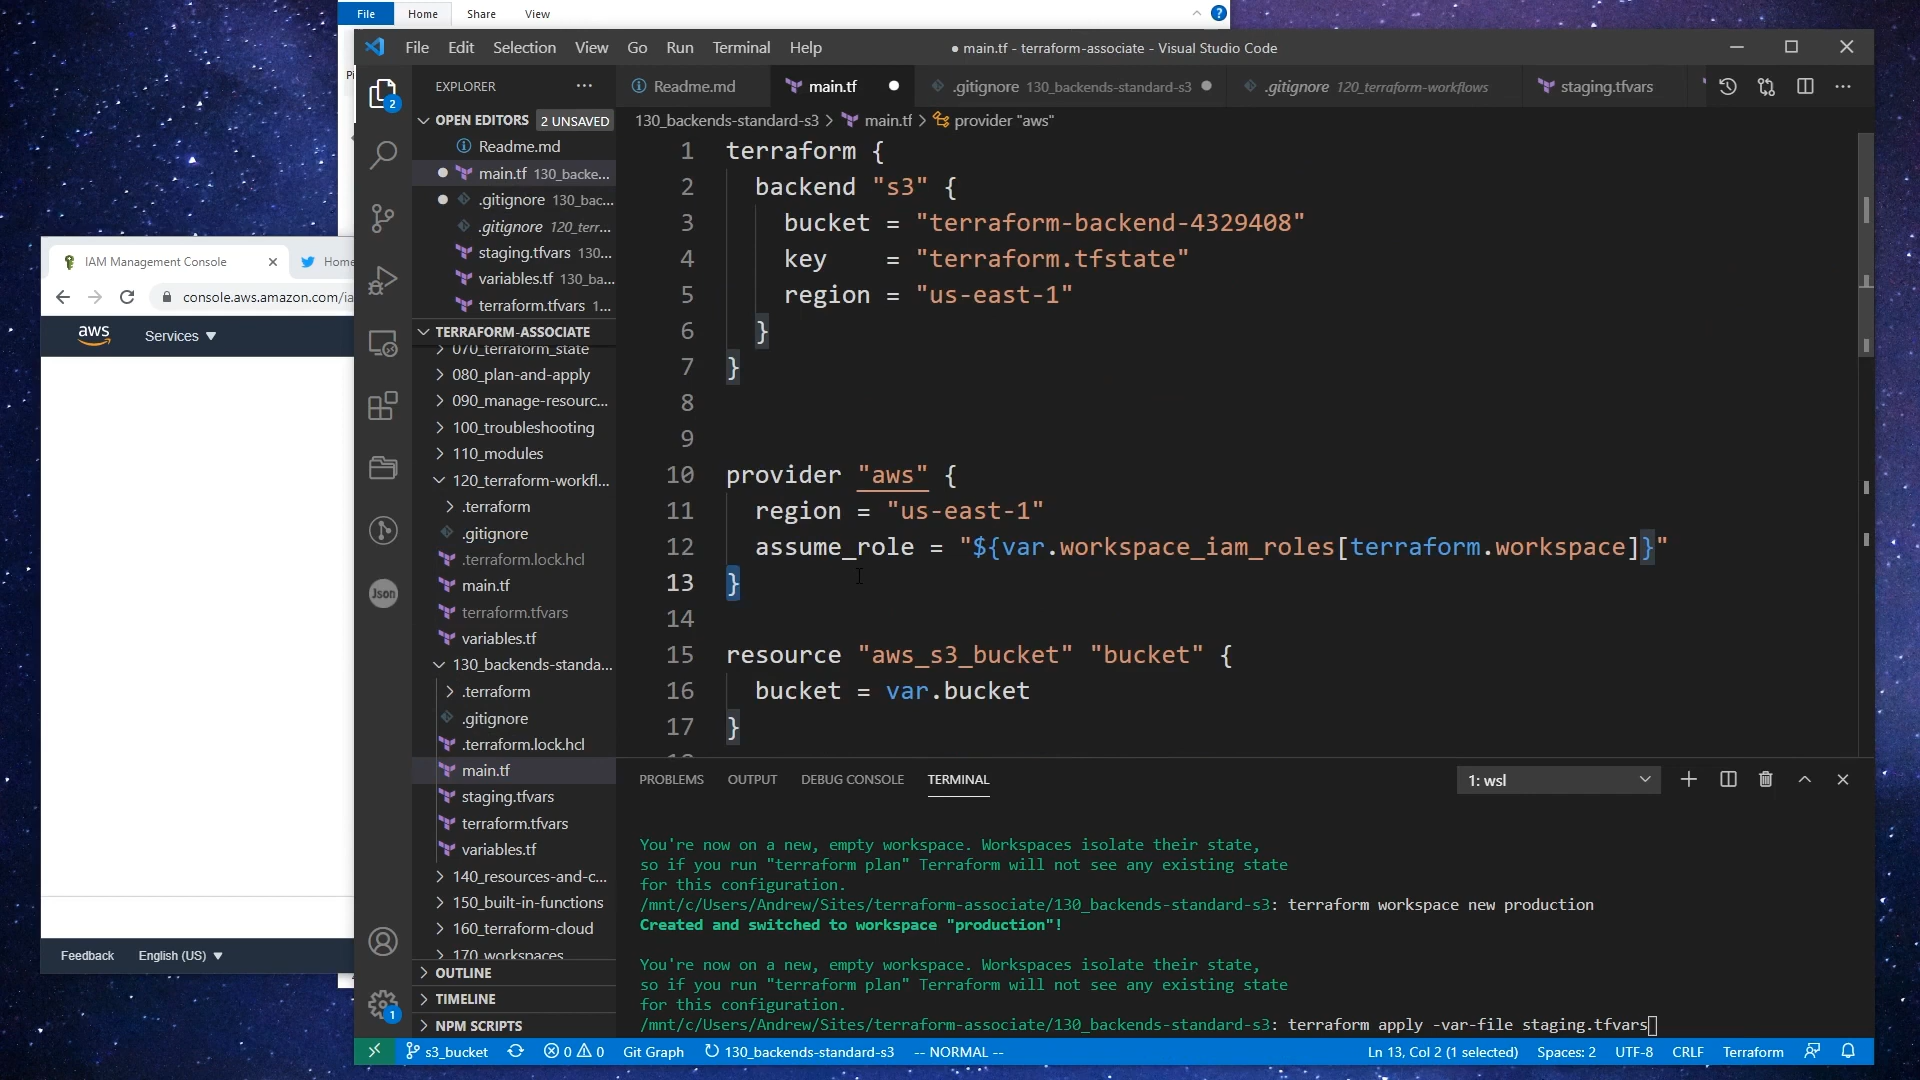 File Home Share View
?
File Edit Selection View Go Run Terminal Help
● main.tf - terraform-associate - Visual Studio Code
EXPLORER
Readme.md
main.tf
.gitignore 130_backends-standard-s3
.gitignore 120_terraform-workflows
staging.tfvars
2
OPEN EDITORS 2 UNSAVED
Readme.md
main.tf 130_backe...
.gitignore 130_bac...
.gitignore 120_terr...
staging.tfvars 130...
variables.tf 130_ba...
terraform.tfvars 1...
TERRAFORM-ASSOCIATE
070_terraform_state
080_plan-and-apply
090_manage-resourc...
100_troubleshooting
110_modules
120_terraform-workfl...
.terraform
.gitignore
.terraform.lock.hcl
main.tf
terraform.tfvars
variables.tf
130_backends-standa...
.terraform
.gitignore
.terraform.lock.hcl
main.tf
staging.tfvars
terraform.tfvars
variables.tf
140_resources-and-c...
150_built-in-functions
160_terraform-cloud
170_workspaces
OUTLINE
TIMELINE
NPM SCRIPTS
Json
1
130_backends-standard-s3 > main.tf > provider "aws"
1 terraform {
2 backend "s3" {
3 bucket = "terraform-backend-4329408"
4 key = "terraform.tfstate"
5 region = "us-east-1"
6 }
7 }
8
9
10 provider "aws" {
11 region = "us-east-1"
12 assume_role = "${var.workspace_iam_roles[terraform.workspace]}"
13 }
14
15 resource "aws_s3_bucket" "bucket" {
16 bucket = var.bucket
17 }
PROBLEMS OUTPUT DEBUG CONSOLE TERMINAL
1: wsl
You're now on a new, empty workspace. Workspaces isolate their state,
so if you run "terraform plan" Terraform will not see any existing state
for this configuration.
/mnt/c/Users/Andrew/Sites/terraform-associate/130_backends-standard-s3: terraform workspace new production
Created and switched to workspace "production"!
You're now on a new, empty workspace. Workspaces isolate their state,
so if you run "terraform plan" Terraform will not see any existing state
for this configuration.
/mnt/c/Users/Andrew/Sites/terraform-associate/130_backends-standard-s3: terraform apply -var-file staging.tfvars
s3_bucket 0 0 Git Graph 130_backends-standard-s3 -- NORMAL --
Ln 13, Col 2 (1 selected) Spaces: 2 UTF-8 CRLF Terraform
IAM Management Console
Home
console.aws.amazon.com/ia
aws
Services
Feedback English (US)